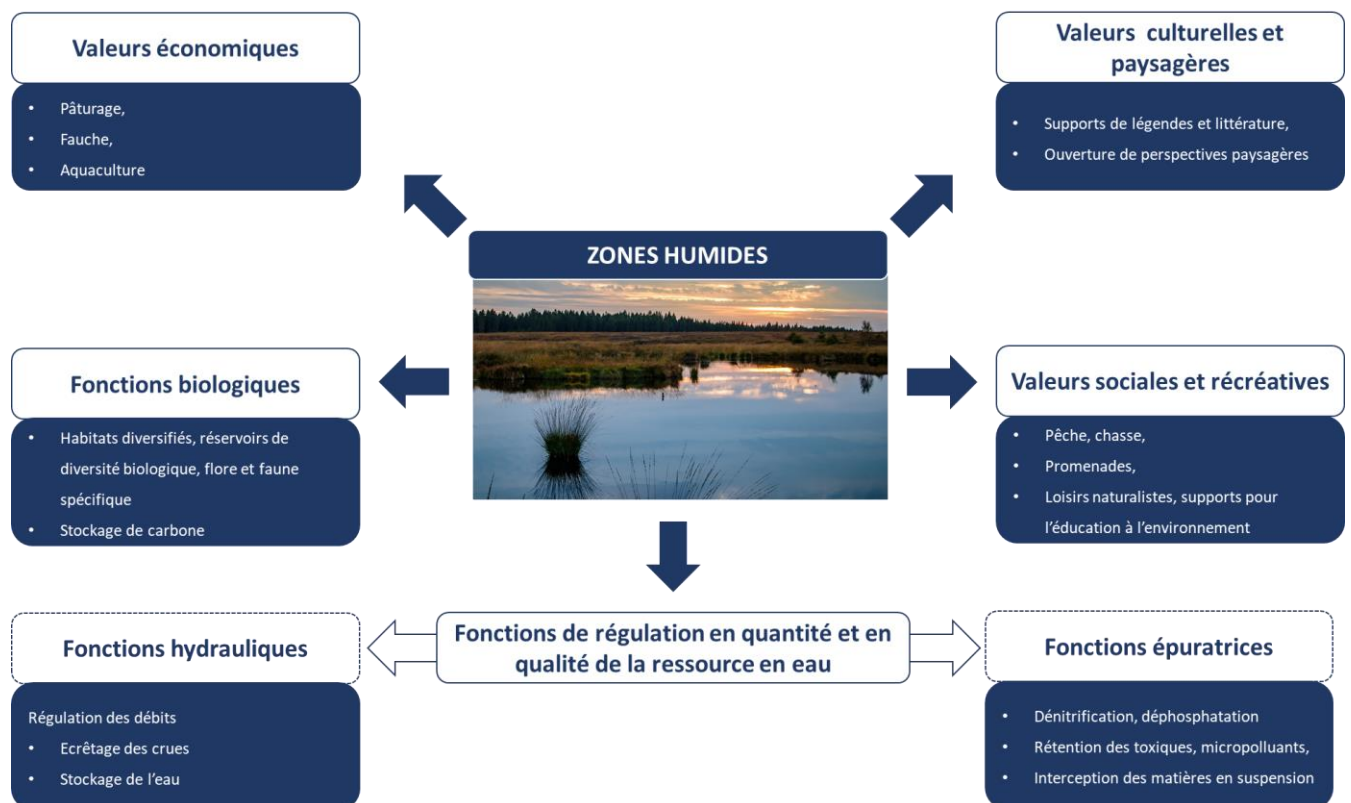 Valeurs économiques
• Pâturage,
• Fauche,
• Aquaculture
Valeurs culturelles et
paysagères
• Supports de légendes et littérature,
• Ouverture de perspectives paysagères
ZONES HUMIDES
Fonctions biologiques
• Habitats diversifiés, réservoirs de
diversité biologique, flore et faune
spécifique
• Stockage de carbone
Valeurs sociales et récréatives
• Pêche, chasse,
• Promenades,
• Loisirs naturalistes, supports pour
l’éducation à l’environnement
Fonctions de régulation en quantité et en
qualité de la ressource en eau
Fonctions hydrauliques
Régulation des débits
• Ecrêtage des crues
• Stockage de l’eau
Fonctions épuratrices
• Dénitrification, déphosphatation
• Rétention des toxiques, micropolluants,
• Interception des matières en suspension